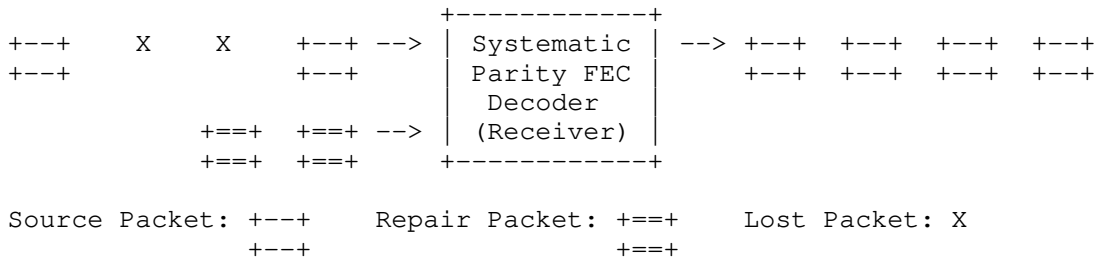 +------------+
+--+    X    X    +--+ -->  | Systematic | --> +--+  +--+  +--+  +--+
+--+              +--+      | Parity FEC |     +--+  +--+  +--+  +--+
                            |  Decoder   |
            +==+  +==+ -->  | (Receiver) |
            +==+  +==+      +------------+
Source Packet: +--+    Repair Packet: +==+    Lost Packet: X
               +--+                   +==+